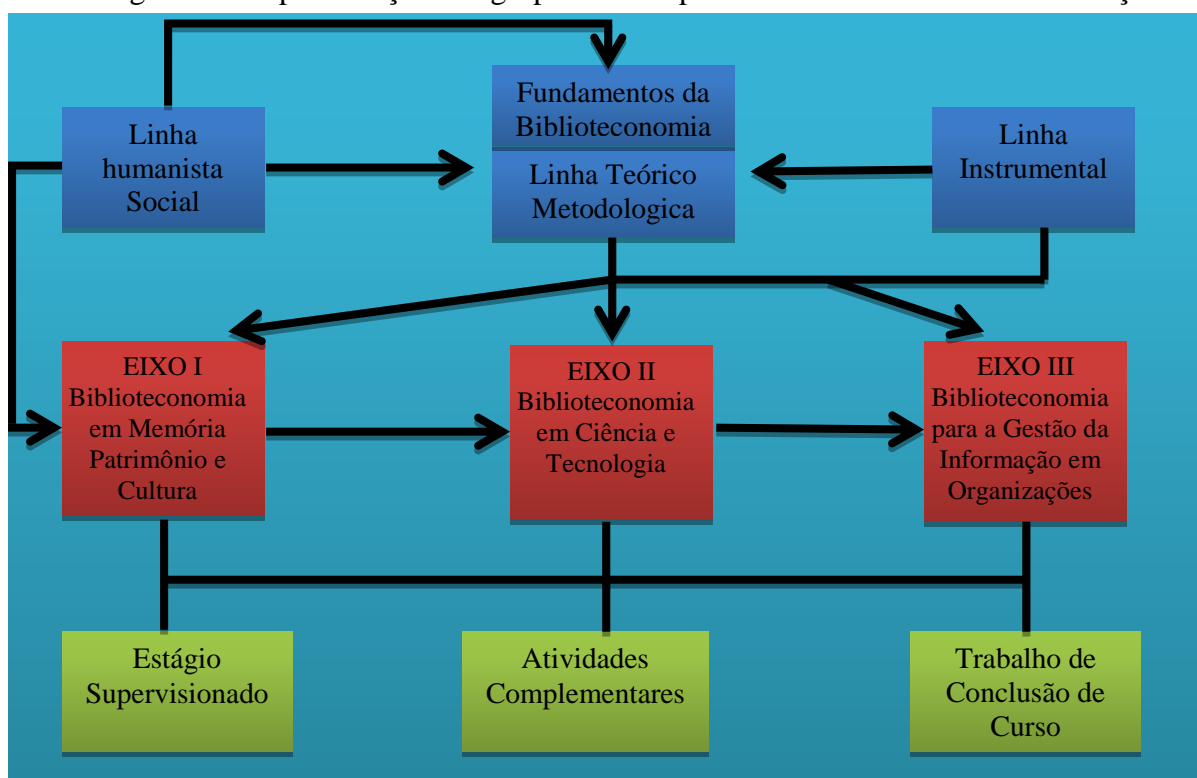 Fundamentos da
Biblioteconomia
Linha
humanista
Social
Linha Teórico
Metodologica
Linha
Instrumental
EIXO I
Biblioteconomia
em Memória
Patrimônio e
Cultura
EIXO II
Biblioteconomia
em Ciência e
Tecnologia
EIXO III
Biblioteconomia
para a Gestão da
Informação em
Organizações
Estágio
Supervisionado
Atividades
Complementares
Trabalho de
Conclusão de
Curso